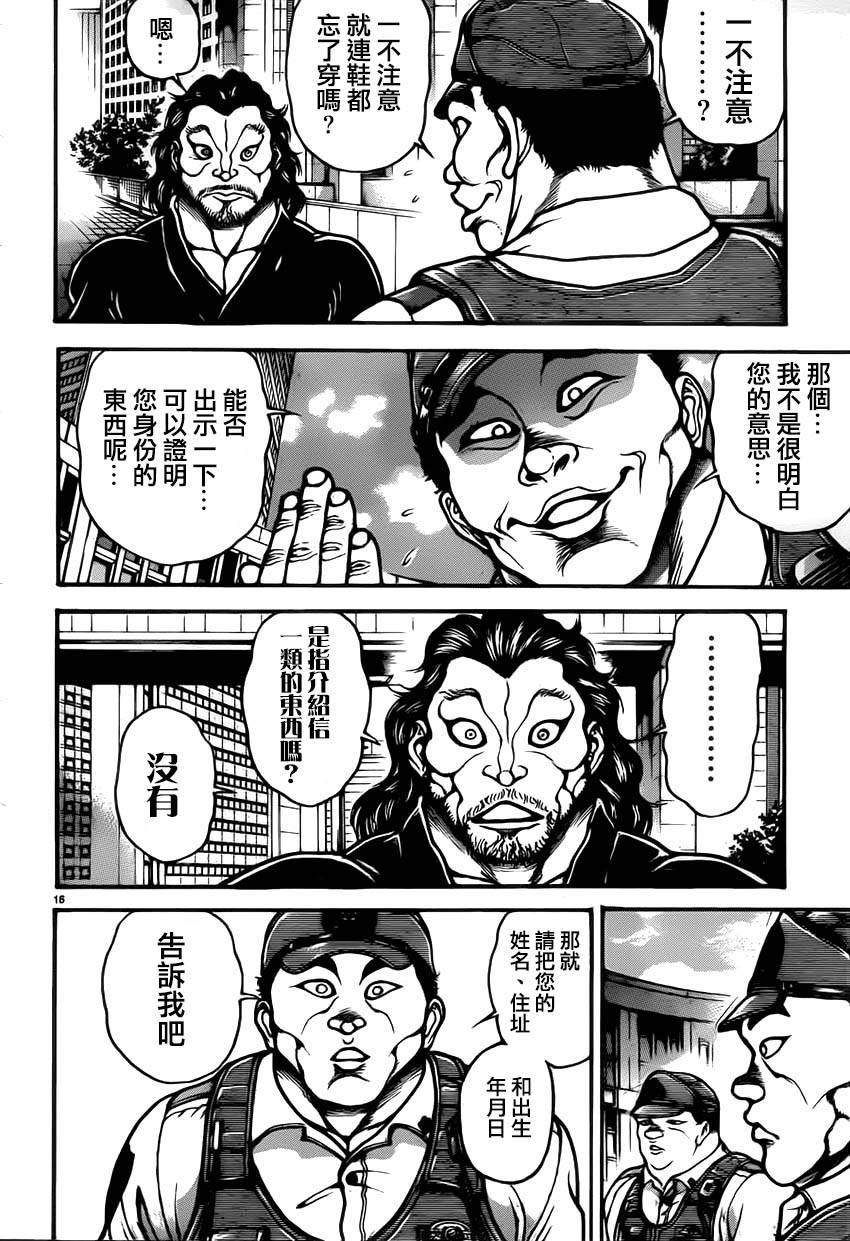 一不注意
………？
一不注意
就連鞋都
忘了穿嗎？
嗯…
那個…
我不是很明白
您的意思…
能否
出示一下…
可以證明
您身份的
東西呢…
………
是指介紹信
一類的東西嗎？
沒有
16
那就
請把您的
姓名、住址
和出生
年月日
告訴我吧